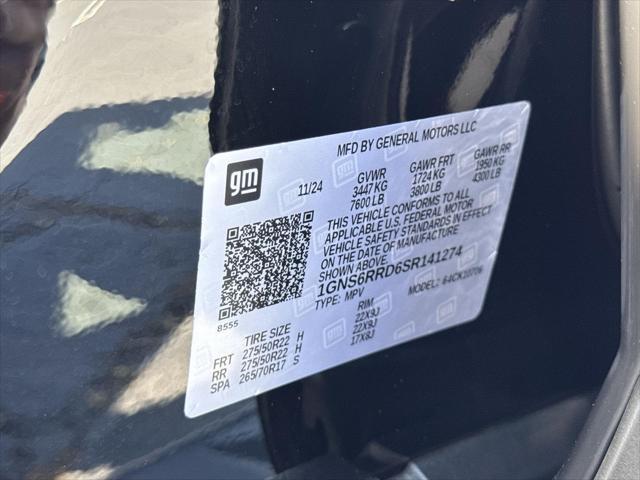 MFD BY GENERAL MOTORS LLC
gm
11/24
GVWR GAWR FRT GAWR RR
3447 KG 1724 KG 1950 KG
7600 LB 3800 LB 4300 LB
THIS VEHICLE CONFORMS TO ALL
APPLICABLE U.S. FEDERAL MOTOR
VEHICLE SAFETY STANDARDS IN EFFECT
ON THE DATE OF MANUFACTURE.
1GNS6RRD6SR141274
TYPE: MPV MODEL: 64CK10706
8555
TIRE SIZE RIM
FRT 275/50R22 H 22X9J
RR 275/50R22 H 22X9J
SPA 265/70R17 S 17X8J